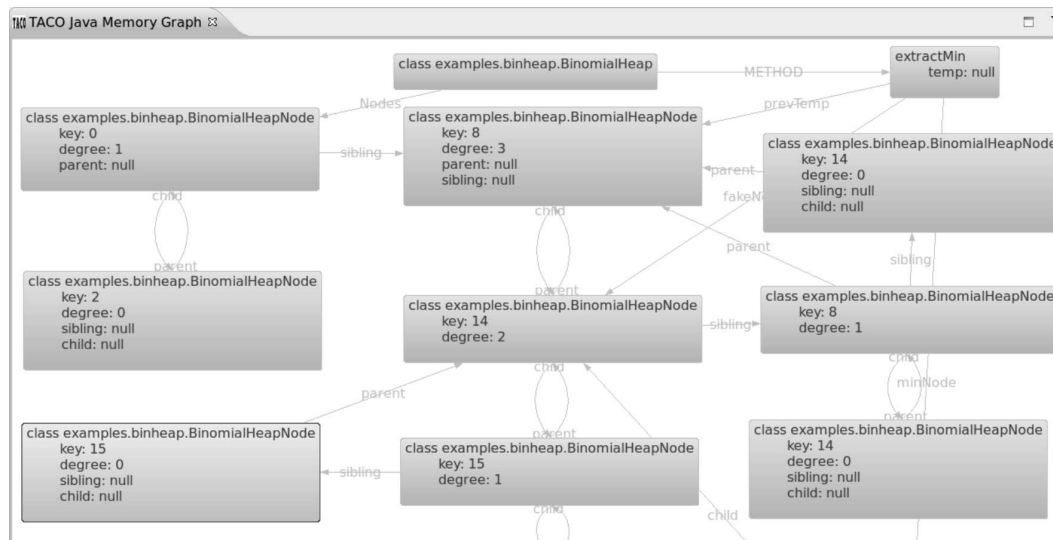 TACO TACO Java Memory Graph
class examples.binheap.BinomialHeap
METHOD
extractMin
temp: null
Nodes
prevTemp
class examples.binheap.BinomialHeapNode
key: 0
degree: 1
parent: null
sibling
class examples.binheap.BinomialHeapNode
key: 8
degree: 3
parent: null
sibling: null
parent
class examples.binheap.BinomialHeapNode
key: 14
degree: 0
sibling: null
child: null
child
parent
child
parent
parent
sibling
class examples.binheap.BinomialHeapNode
key: 2
degree: 0
sibling: null
child: null
class examples.binheap.BinomialHeapNode
key: 14
degree: 2
sibling
class examples.binheap.BinomialHeapNode
key: 8
degree: 1
child
parent
child
minNode
parent
parent
class examples.binheap.BinomialHeapNode
key: 15
degree: 0
sibling: null
child: null
sibling
class examples.binheap.BinomialHeapNode
key: 15
degree: 1
child
class examples.binheap.BinomialHeapNode
key: 14
degree: 0
sibling: null
child: null
child